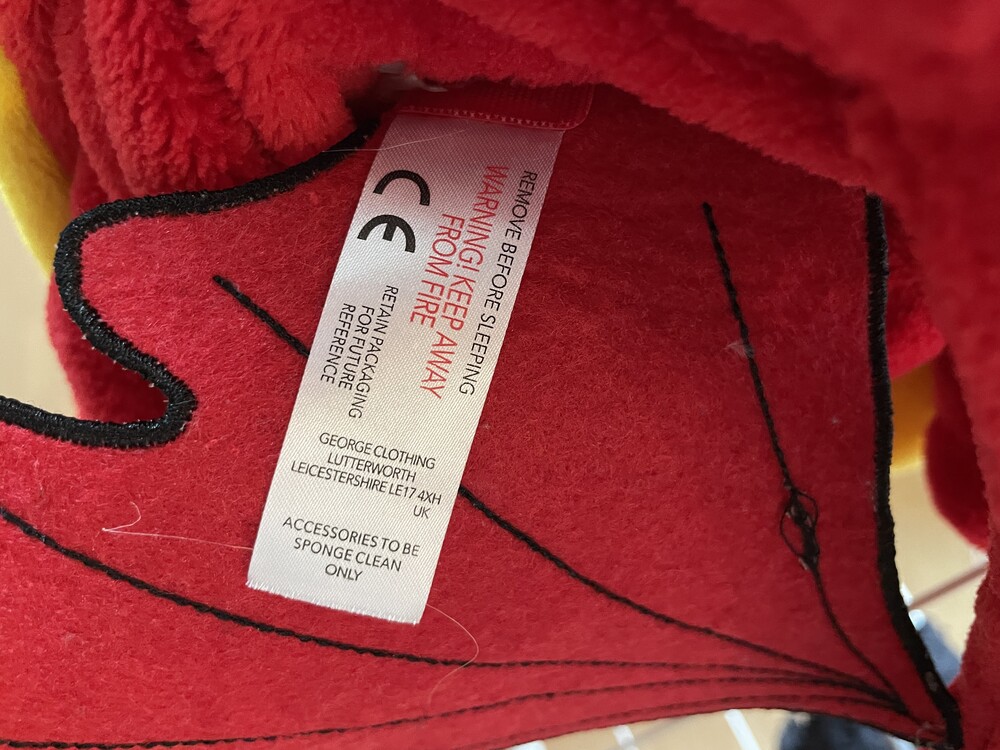 REMOVE BEFORE SLEEPING
WARNING! KEEP AWAY
FROM FIRE
CE
RETAIN PACKAGING
FOR FUTURE
REFERENCE
GEORGE CLOTHING
LUTTERWORTH
LEICESTERSHIRE LE17 4XH
UK
ACCESSORIES TO BE
SPONGE CLEAN
ONLY